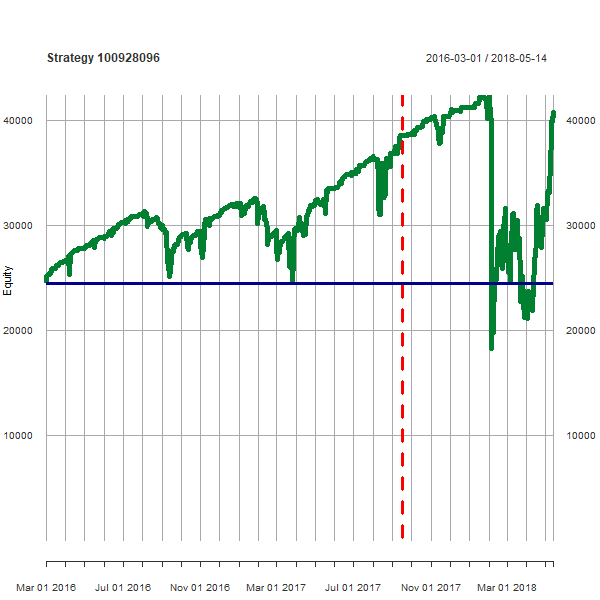 Strategy 100928096
2016-03-01 / 2018-05-14
40000
40000
30000
30000
Equity
20000
20000
10000
10000
Mar 01 2016
Jul 01 2016
Nov 01 2016
Mar 01 2017
Jul 01 2017
Nov 01 2017
Mar 01 2018